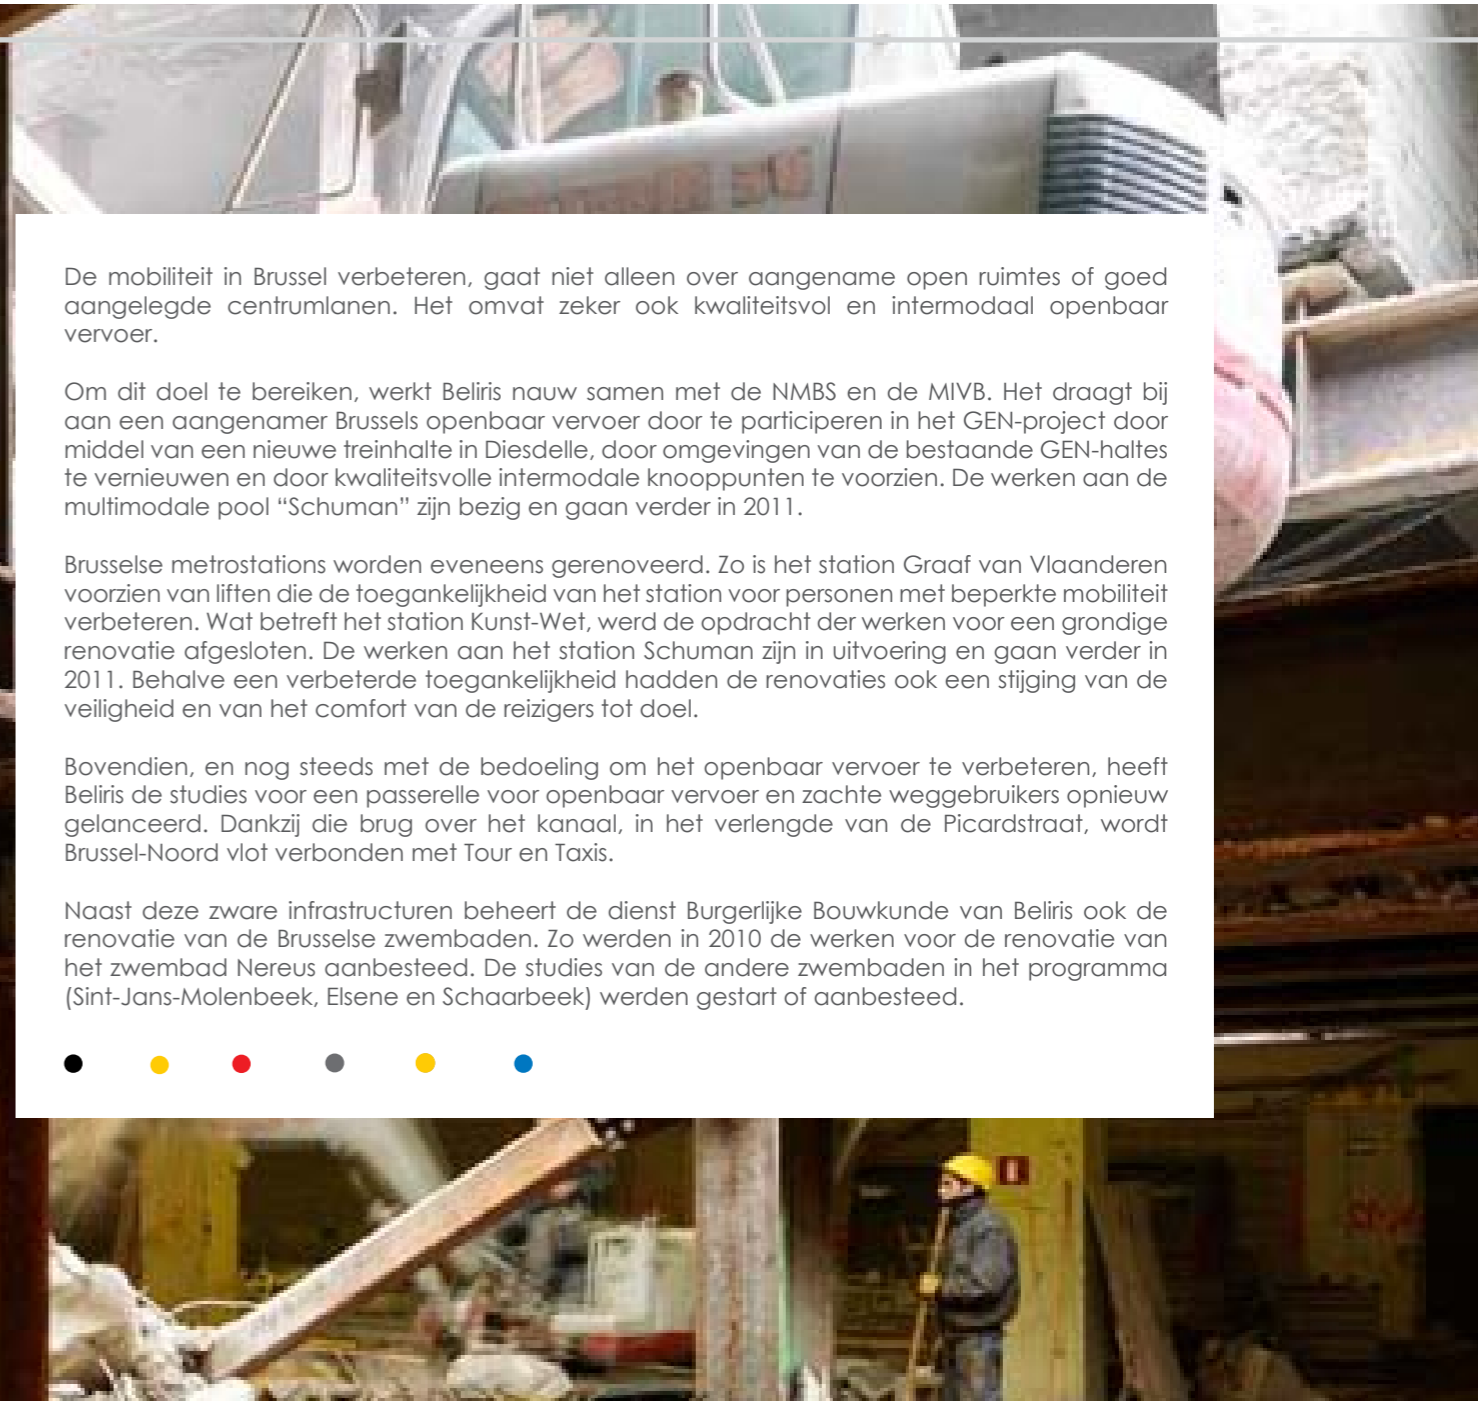 De mobiliteit in Brussel verbeteren, gaat niet alleen over aangename open ruimtes of goed
aangelegde centrumlanen. Het omvat zeker ook kwaliteitsvol en intermodaal openbaar
vervoer.
Om dit doel te bereiken, werkt Beliris nauw samen met de NMBS en de MIVB. Het draagt bij
aan een aangenamer Brussels openbaar vervoer door te participeren in het GEN-project door
middel van een nieuwe treinhalte in Diesdelle, door omgevingen van de bestaande GEN-haltes
te vernieuwen en door kwaliteitsvolle intermodale knooppunten te voorzien. De werken aan de
multimodale pool “Schuman” zijn bezig en gaan verder in 2011.
Brusselse metrostations worden eveneens gerenoveerd. Zo is het station Graaf van Vlaanderen
voorzien van liften die de toegankelijkheid van het station voor personen met beperkte mobiliteit
verbeteren. Wat betreft het station Kunst-Wet, werd de opdracht der werken voor een grondige
renovatie afgesloten. De werken aan het station Schuman zijn in uitvoering en gaan verder in
2011. Behalve een verbeterde toegankelijkheid hadden de renovaties ook een stijging van de
veiligheid en van het comfort van de reizigers tot doel.
Bovendien, en nog steeds met de bedoeling om het openbaar vervoer te verbeteren, heeft
Beliris de studies voor een passerelle voor openbaar vervoer en zachte weggebruikers opnieuw
gelanceerd. Dankzij die brug over het kanaal, in het verlengde van de Picardstraat, wordt
Brussel-Noord vlot verbonden met Tour en Taxis.
Naast deze zware infrastructuren beheert de dienst Burgerlijke Bouwkunde van Beliris ook de
renovatie van de Brusselse zwembaden. Zo werden in 2010 de werken voor de renovatie van
het zwembad Nereus aanbesteed. De studies van de andere zwembaden in het programma
(Sint-Jans-Molenbeek, Elsene en Schaarbeek) werden gestart of aanbesteed.